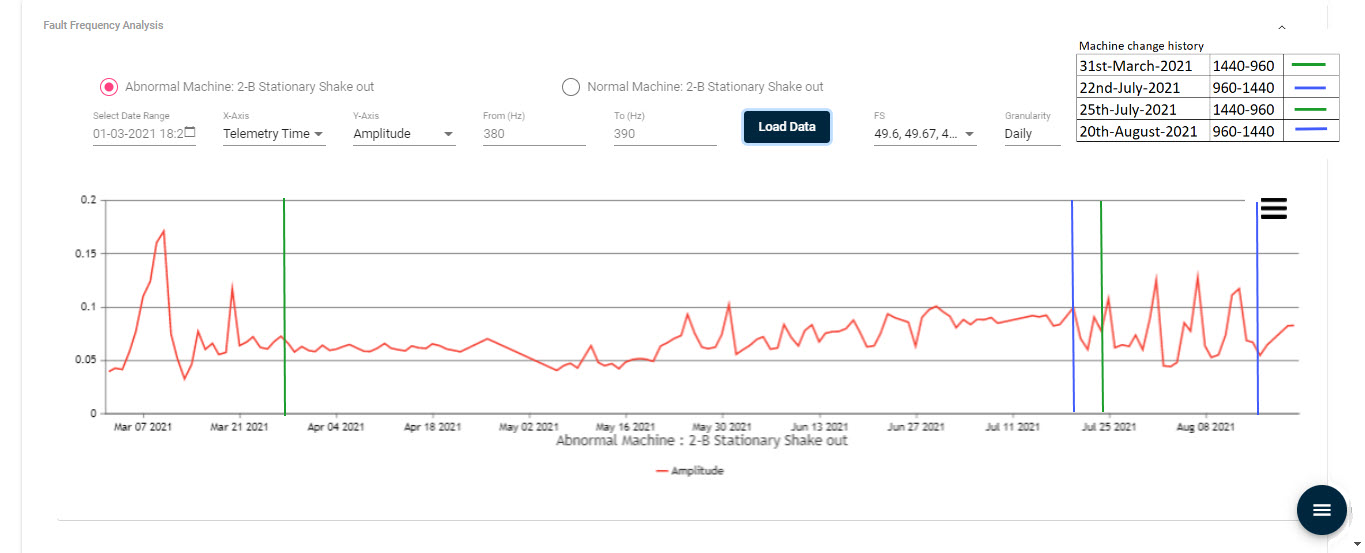 Fault Frequency Analysis
Machine change history
31st-March-2021 1440-960
22nd-July-2021 960-1440
25th-July-2021 1440-960
20th-August-2021 960-1440
Abnormal Machine: 2-B Stationary Shake out
Normal Machine: 2-B Stationary Shake out
Select Date Range X-Axis Y-Axis From (Hz) To (Hz) FS Granularity
01-03-2021 18:2 Telemetry Time Amplitude 380 390 Load Data 49.6, 49.67, 4... Daily
0.2
0.15
0.1
0.05
0
Mar 07 2021 Mar 21 2021 Apr 04 2021 Apr 18 2021 May 02 2021 May 16 2021 May 30 2021 Jun 13 2021 Jun 27 2021 Jul 11 2021 Jul 25 2021 Aug 08 2021
Abnormal Machine : 2-B Stationary Shake out
Amplitude